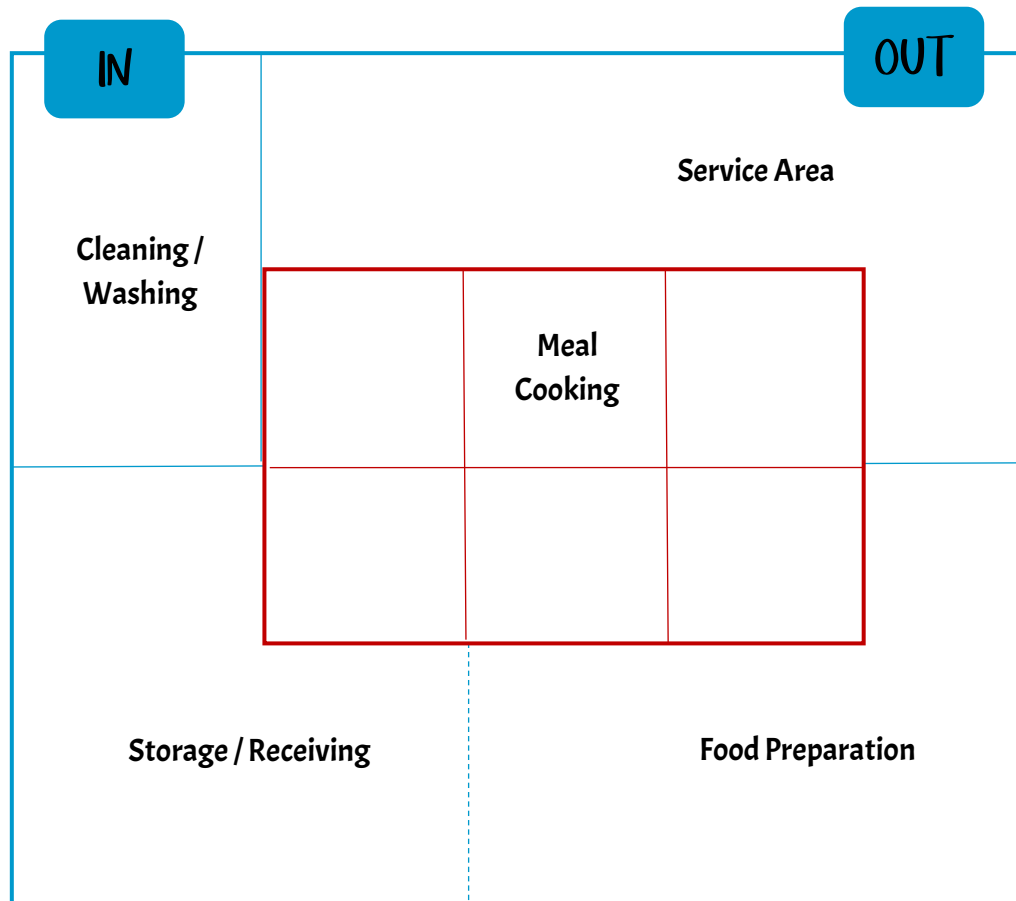 IN
OUT
Service Area
Cleaning /
Washing
Meal
Cooking
Storage / Receiving
Food Preparation